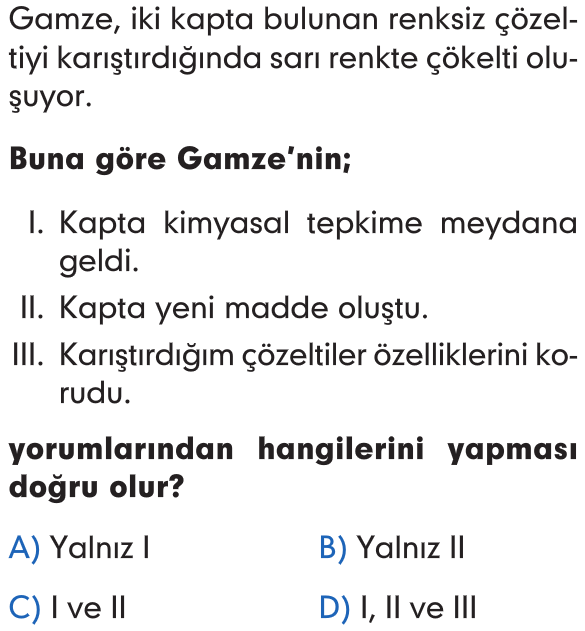 Gamze, iki kapta bulunan renksiz çözel-
tiyi karıştırdığında sarı renkte çökelti olu-
şuyor.
Buna göre Gamze'nin;
I. Kapta kimyasal tepkime meydana
geldi.
II. Kapta yeni madde oluştu.
III. Karıştırdığım çözeltiler özelliklerini ko-
rudu.
yorumlarından hangilerini yapması
doğru olur?
A) Yalnız I B) Yalnız II
C) I ve II D) I, II ve III